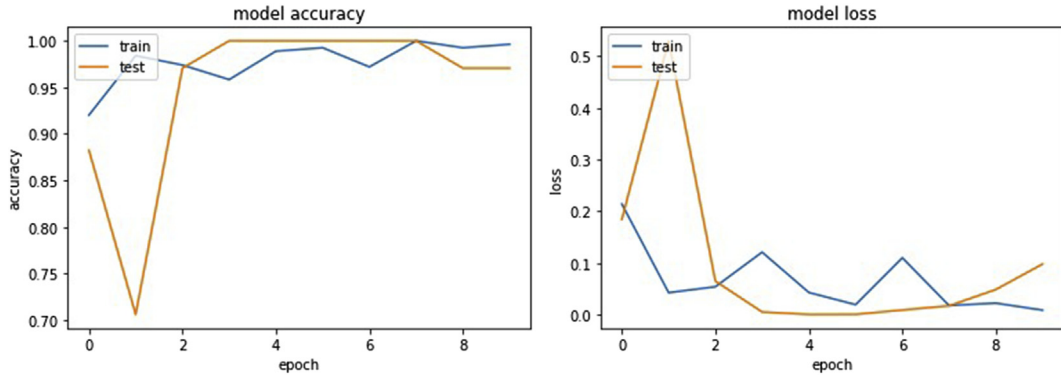 model accuracy
train
test
1.00
0.95
0.90
0.85
0.80
0.75
0.70
accuracy
0 2 4 6 8
epoch
model loss
train
test
0.5
0.4
0.3
0.2
0.1
0.0
loss
0 2 4 6 8
epoch